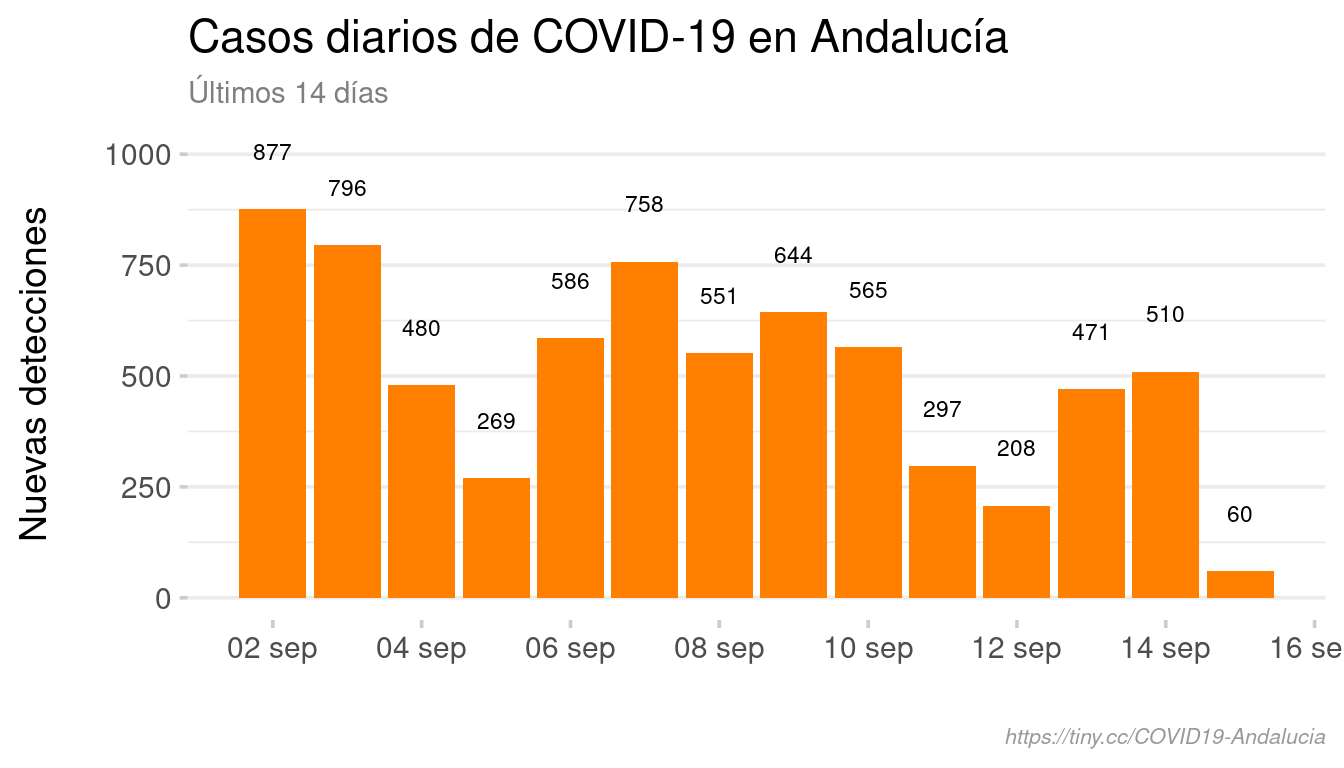 Casos diarios de COVID-19 en Andalucía
Últimos 14 días
Nuevas detecciones
1000
750
500
250
0
877
796
480
269
586
758
551
644
565
297
208
471
510
60
02 sep
04 sep
06 sep
08 sep
10 sep
12 sep
14 sep
16 se
https://tiny.cc/COVID19-Andalucia